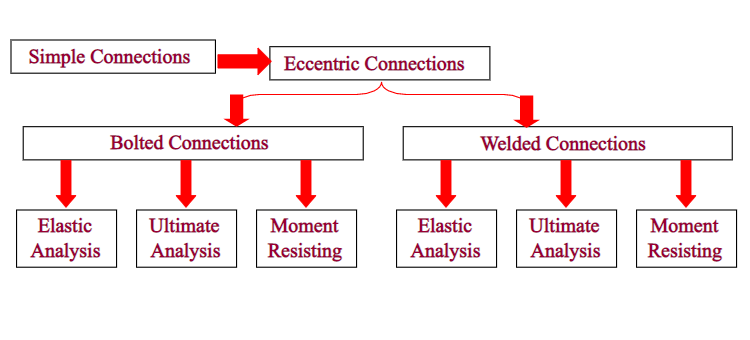 Simple Connections
Eccentric Connections
Bolted Connections
Welded Connections
Elastic
Analysis
Ultimate
Analysis
Moment
Resisting
Elastic
Analysis
Ultimate
Analysis
Moment
Resisting